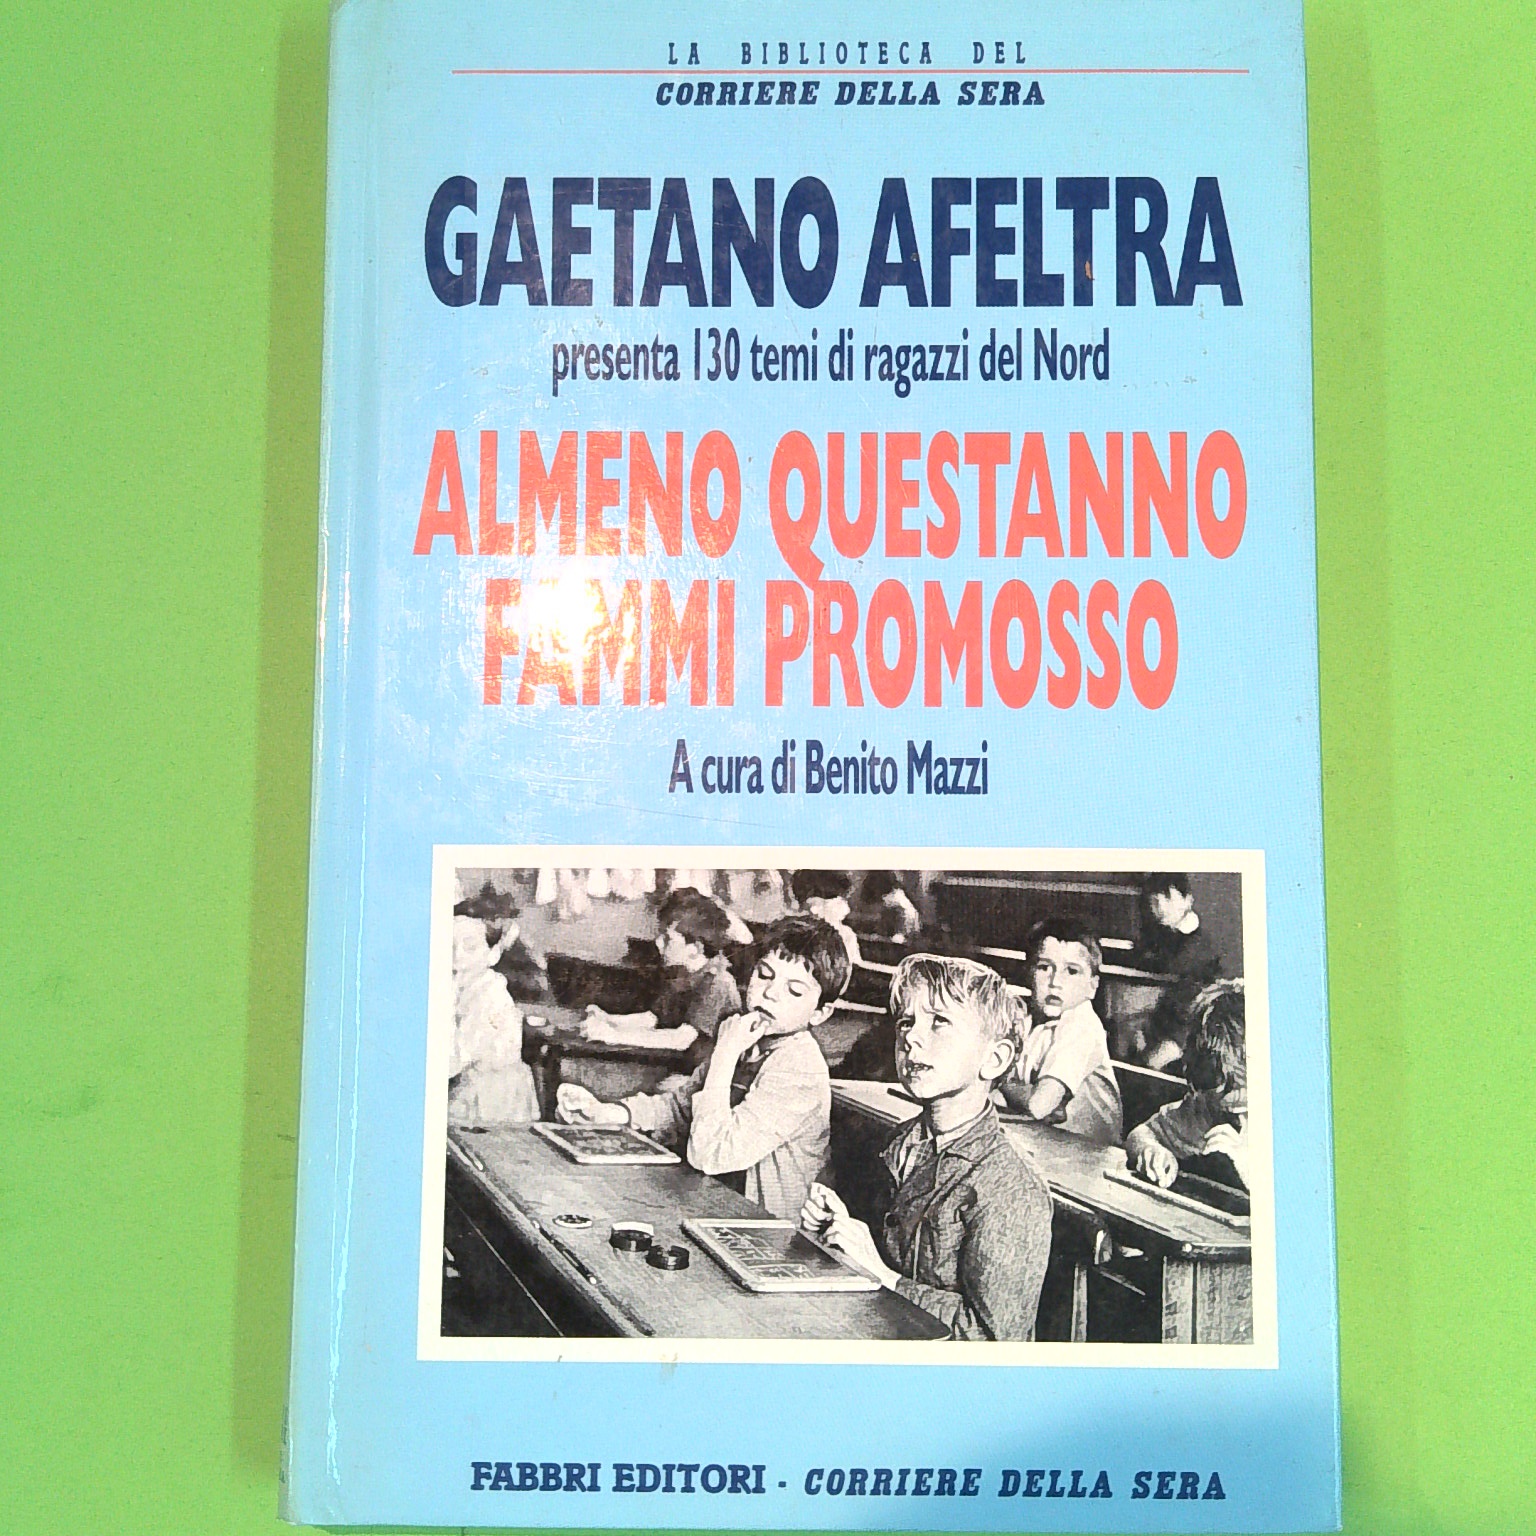 LA BIBLIOTECA DEL
CORRIERE DELLA SERA
GAETANO AFELTRA
presenta 130 temi di ragazzi del Nord
ALMENO QUESTANNO
FAMMI PROMOSSO
A cura di Benito Mazzi
FABBRI EDITORI - CORRIERE DELLA SERA